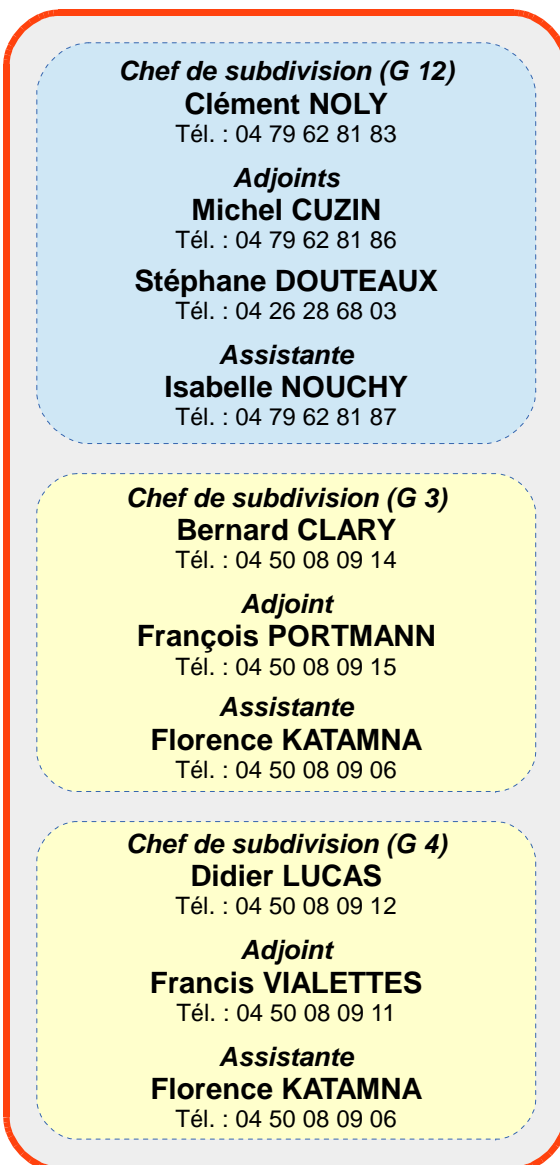 Chef de subdivision (G 12)
Clément NOLY
Tél. : 04 79 62 81 83
Adjoints
Michel CUZIN
Tél. : 04 79 62 81 86
Stéphane DOUTEAUX
Tél. : 04 26 28 68 03
Assistante
Isabelle NOUCHY
Tél. : 04 79 62 81 87
Chef de subdivision (G 3)
Bernard CLARY
Tél. : 04 50 08 09 14
Adjoint
François PORTMANN
Tél. : 04 50 08 09 15
Assistante
Florence KATAMNA
Tél. : 04 50 08 09 06
Chef de subdivision (G 4)
Didier LUCAS
Tél. : 04 50 08 09 12
Adjoint
Francis VIALETTES
Tél. : 04 50 08 09 11
Assistante
Florence KATAMNA
Tél. : 04 50 08 09 06